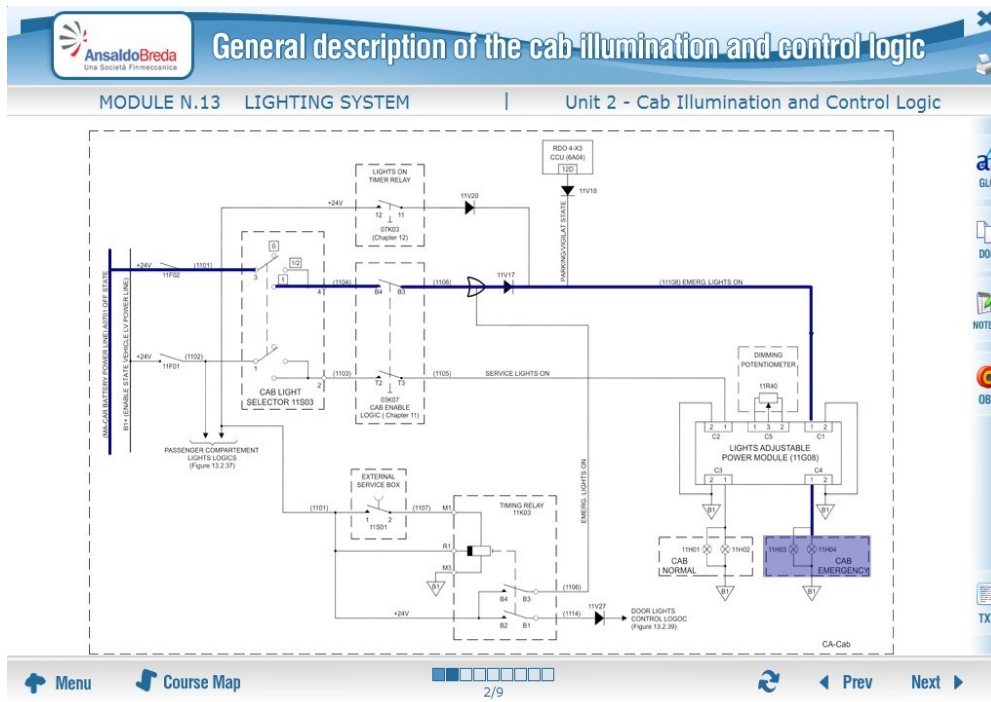 AnsaldoBreda
Una Società Finmeccanica
General description of the cab illumination and control logic
MODULE N.13 LIGHTING SYSTEM | Unit 2 - Cab Illumination and Control Logic
RDO 4-X3
CCU (6A04)
12D
11V18
PARKING/VIGILAT STATE
LIGHTS ON
TIMER RELAY
+24V
12 11
07K03
(Chapter 12)
11V20
0
1/2
1
3
4
+24V
11F02
(1101)
(1104)
B4 B3
(1106)
11V17
(11108) EMERG. LIGHTS ON
(MA-CAR BATTERY POWER LINE) A0701 OFF STATE
B1+ (ENABLE STATE VEHICLE LV POWER LINE)
+24V
11F01
(1102)
1
2
CAB LIGHT
SELECTOR 11S03
(1103)
T2 T3
(1105)
SERVICE LIGHTS ON
03K07
CAB ENABLE
LOGIC ( Chapter 11)
DIMMING
POTENTIOMETER
11R40
2 1
1 3 2
1 2
C2
C5
C1
LIGHTS ADJUSTABLE
POWER MODULE (11G08)
C3
C4
2 1
1 2
B1
B1
11H01
11H02
CAB
NORMAL
11H03
11H04
CAB
EMERGENCY
B1
B1
PASSENGER COMPARTEMENT
LIGHTS LOGICS
(Figure 13.2.37)
EXTERNAL
SERVICE BOX
(1101)
1 2
11S01
(1107)
M1
TIMING RELAY
11K03
R1
M3
B1
EMERG. LIGHTS ON
B4 B3
(1106)
+24V
B2 B1
(1114)
11V27
DOOR LIGHTS
CONTROL LOGOC
(Figure 13.2.39)
CA-Cab
GL
DO
NOTE
OB
TX
Menu
Course Map
2/9
Prev
Next